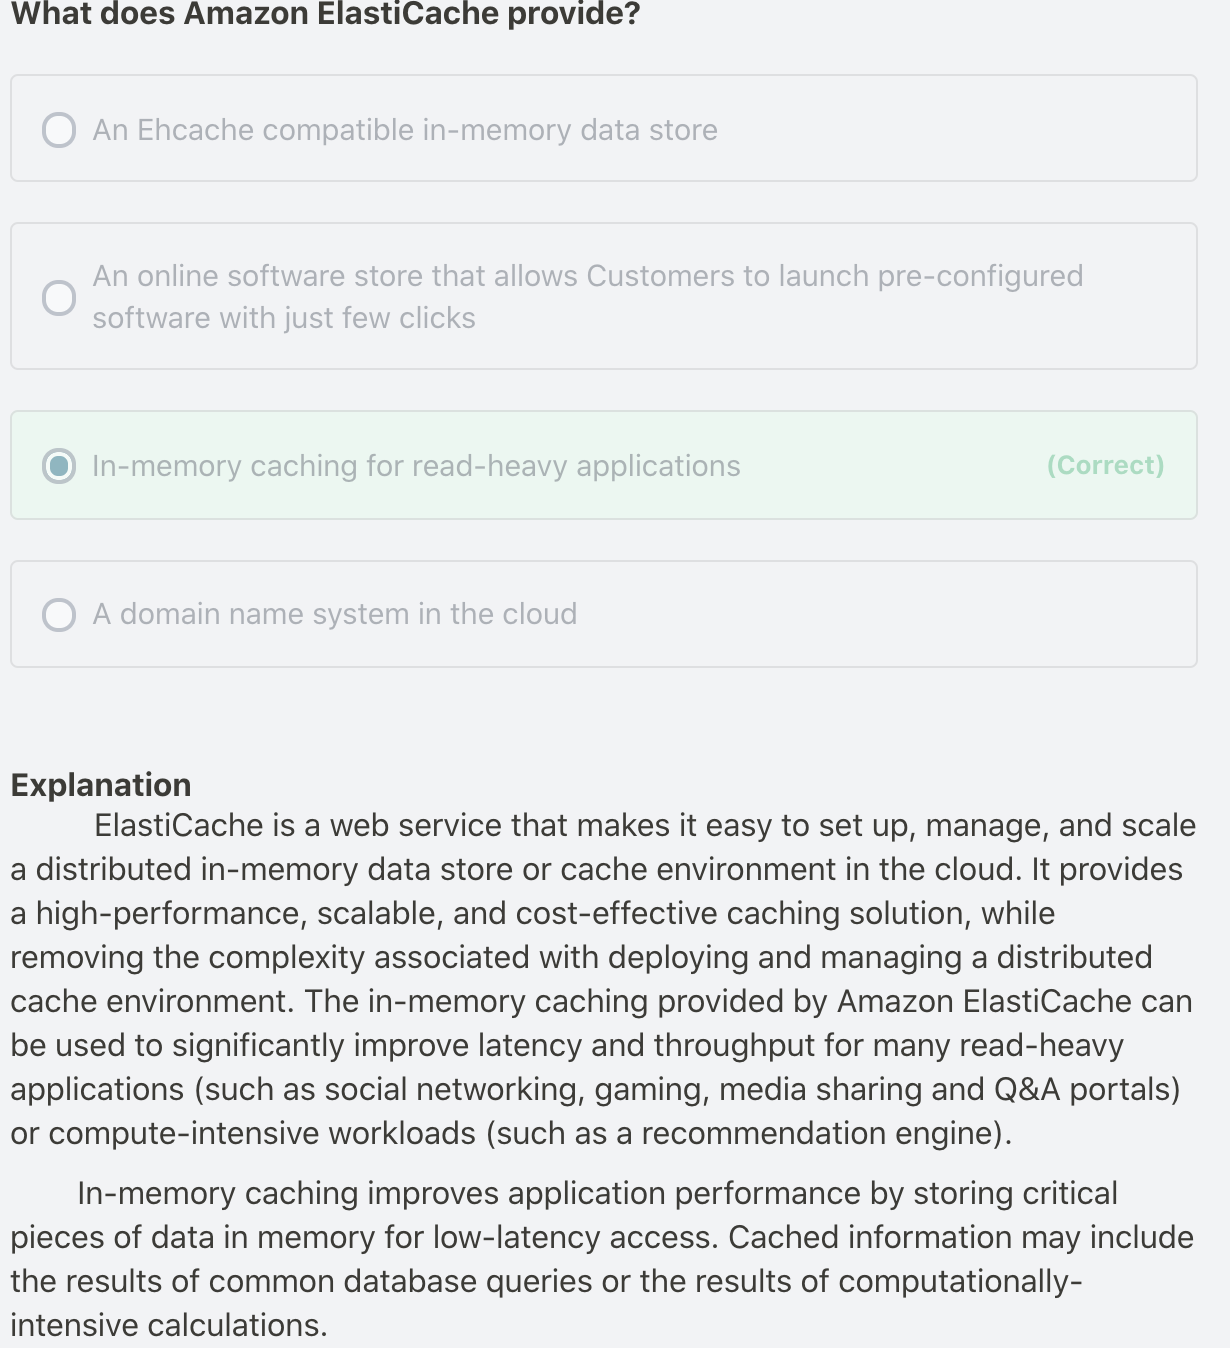 What does Amazon ElastiCache provide?
An Ehcache compatible in-memory data store
An online software store that allows Customers to launch pre-configured
software with just few clicks
In-memory caching for read-heavy applications (Correct)
A domain name system in the cloud
Explanation
ElastiCache is a web service that makes it easy to set up, manage, and scale
a distributed in-memory data store or cache environment in the cloud. It provides
a high-performance, scalable, and cost-effective caching solution, while
removing the complexity associated with deploying and managing a distributed
cache environment. The in-memory caching provided by Amazon ElastiCache can
be used to significantly improve latency and throughput for many read-heavy
applications (such as social networking, gaming, media sharing and Q&A portals)
or compute-intensive workloads (such as a recommendation engine).
In-memory caching improves application performance by storing critical
pieces of data in memory for low-latency access. Cached information may include
the results of common database queries or the results of computationally-
intensive calculations.